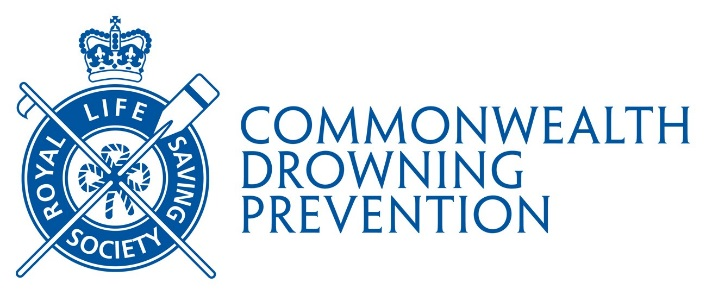 ROYAL LIFE SAVING SOCIETY
COMMONWEALTH
DROWNING
PREVENTION